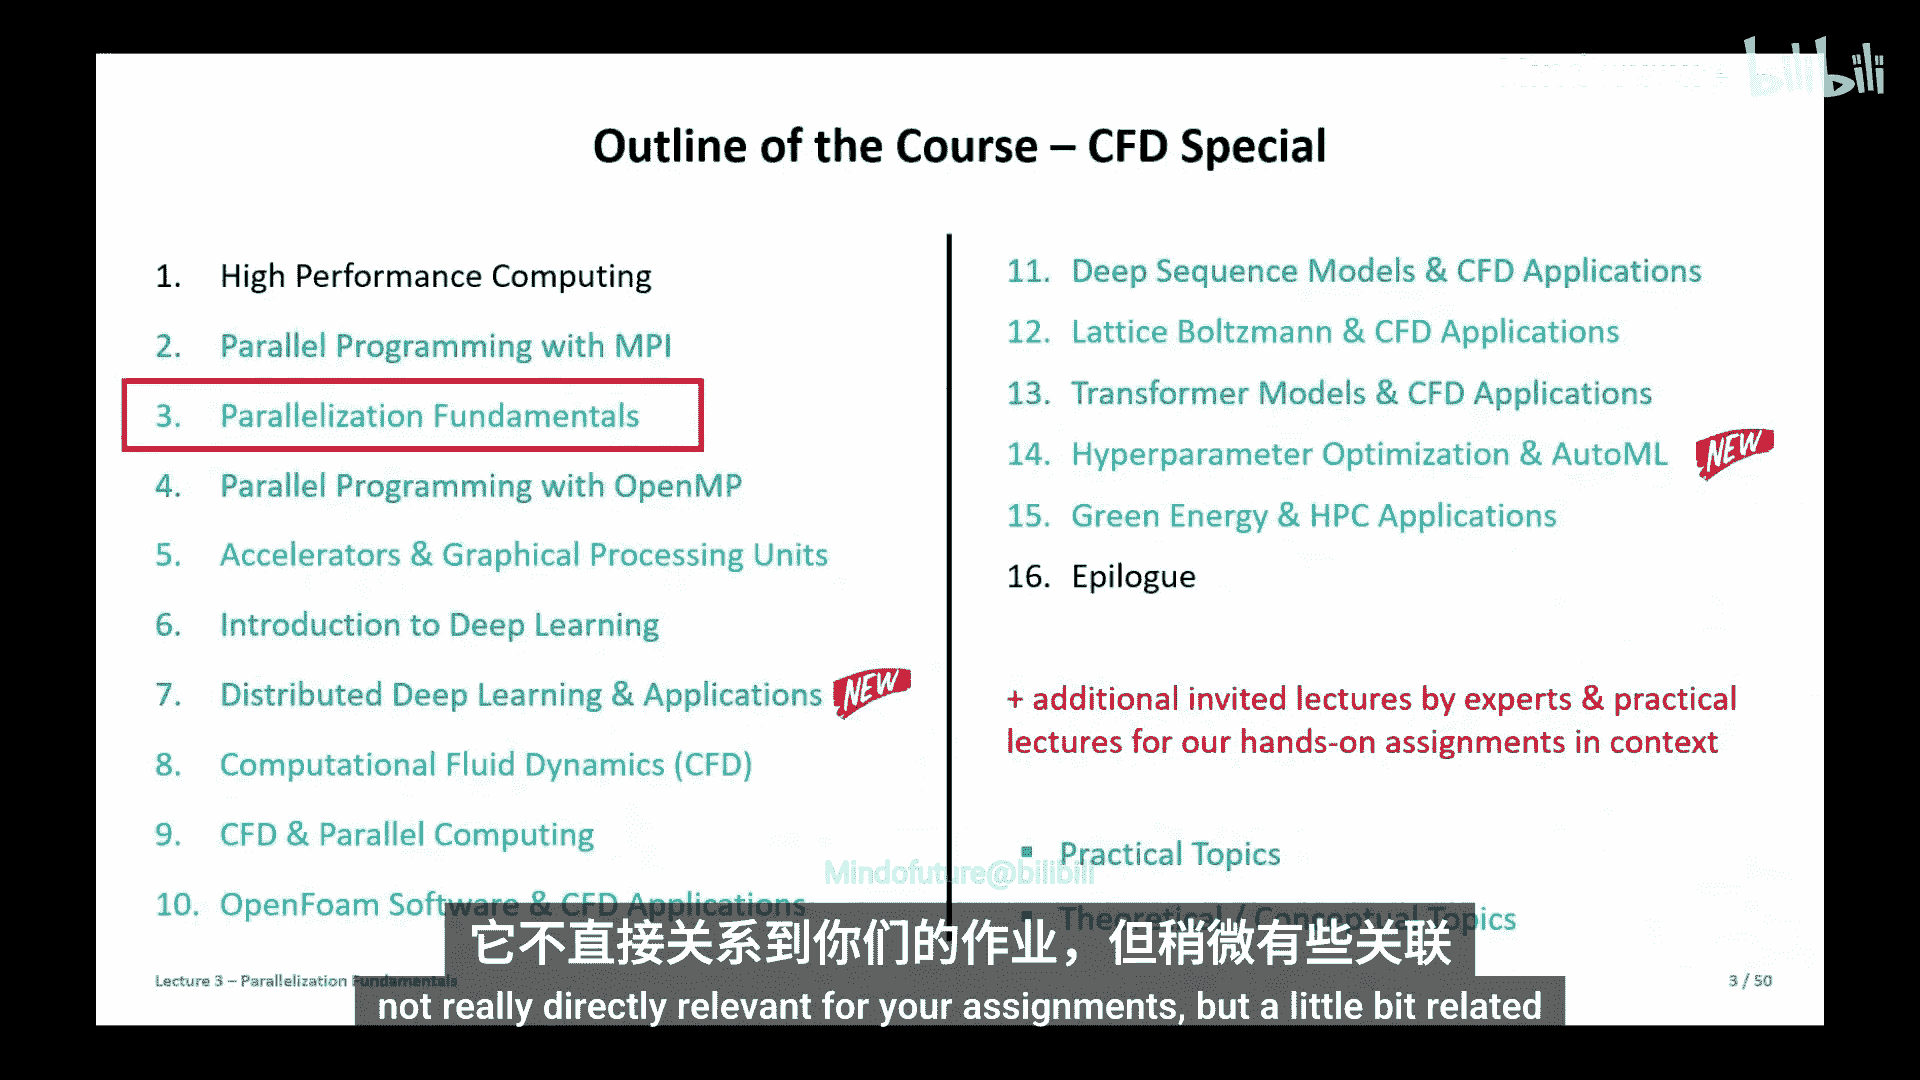 bilibili
Outline of the Course – CFD Special
1. High Performance Computing
2. Parallel Programming with MPI
3. Parallelization Fundamentals
4. Parallel Programming with OpenMP
5. Accelerators & Graphical Processing Units
6. Introduction to Deep Learning
7. Distributed Deep Learning & Applications NEW
8. Computational Fluid Dynamics (CFD)
9. CFD & Parallel Computing
10. OpenFoam Software & CFD Applications
11. Deep Sequence Models & CFD Applications
12. Lattice Boltzmann & CFD Applications
13. Transformer Models & CFD Applications
14. Hyperparameter Optimization & AutoML NEW
15. Green Energy & HPC Applications
16. Epilogue
+ additional invited lectures by experts & practical
lectures for our hands-on assignments in context
▪ Practical Topics
▪ Theoretical / Conceptual Topics
Mindofuture@bilibili
它不直接关系到你们的作业，但稍微有些关联
not really directly relevant for your assignments, but a little bit related
Lecture 3 – Parallelization Fundamentals
3 / 50